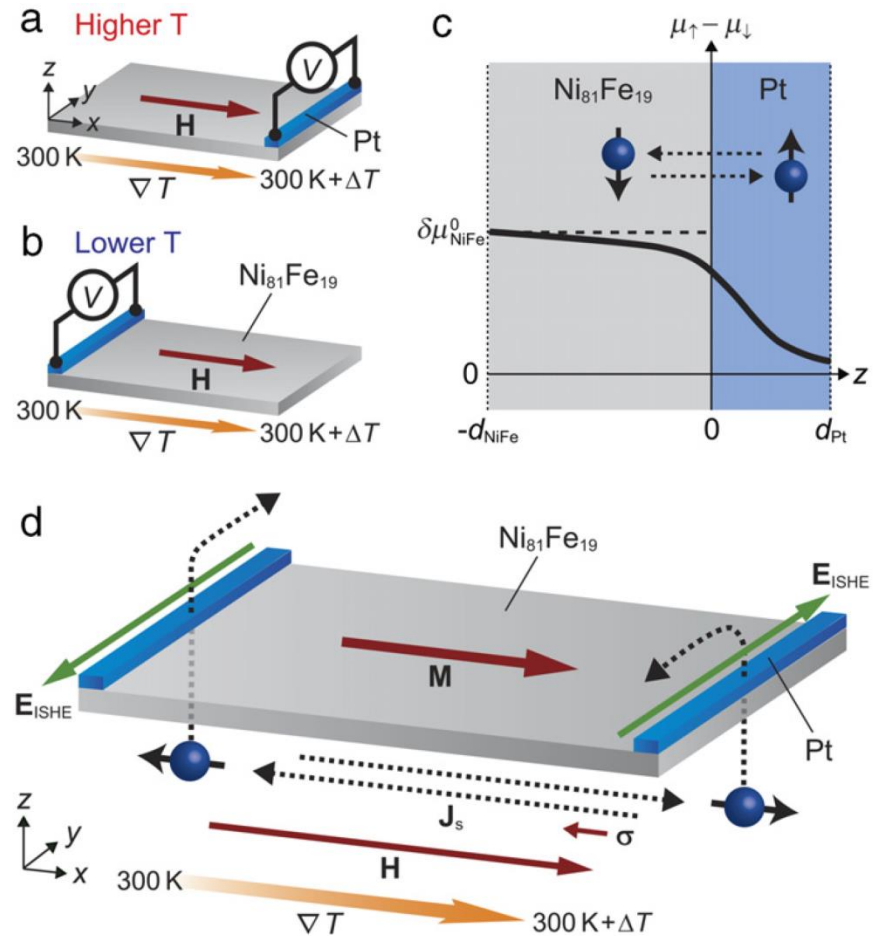 a
Higher T
z
y
x
V
H
Pt
300 K
∇T
300 K+ΔT
b
Lower T
V
Ni₈₁Fe₁₉
H
300 K
∇T
300 K+ΔT
c
μ↑− μ↓
Ni₈₁Fe₁₉
Pt
δμ⁰NiFe
0
z
-dNiFe
0
dPt
d
Ni₈₁Fe₁₉
EISHE
M
EISHE
Pt
Js
σ
z
y
x
H
300 K
∇T
300 K+ΔT